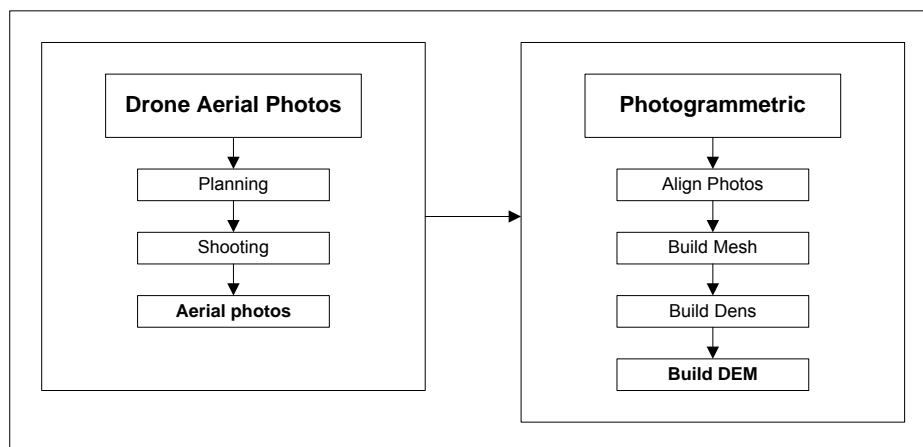 Drone Aerial Photos
Planning
Shooting
Aerial photos
Photogrammetric
Align Photos
Build Mesh
Build Dens
Build DEM